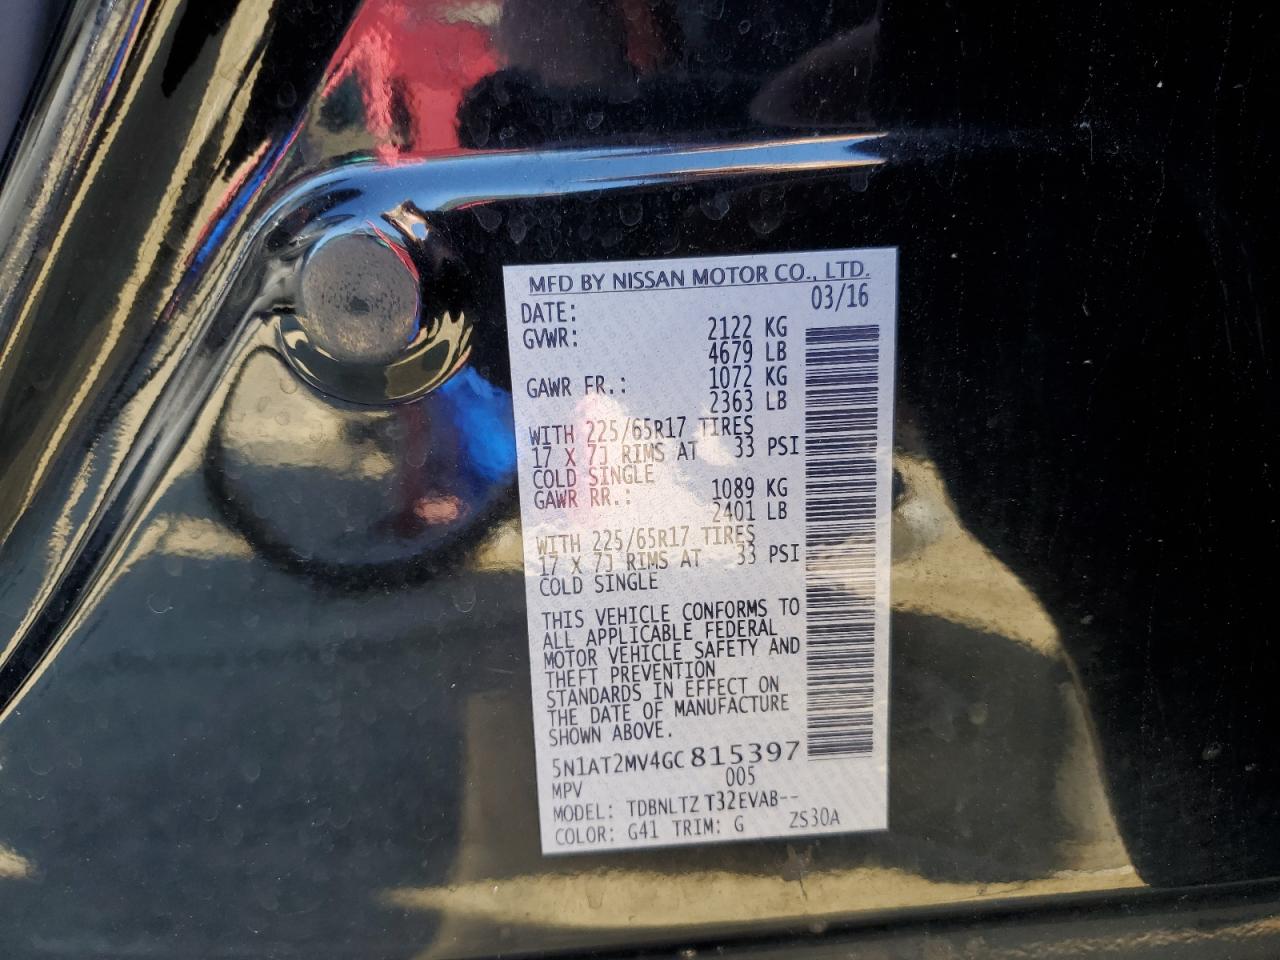 MFD BY NISSAN MOTOR CO., LTD.
DATE: 03/16
GVWR: 2122 KG
4679 LB
GAWR FR.: 1072 KG
2363 LB
WITH 225/65R17 TIRES
17 X 7J RIMS AT 33 PSI
COLD SINGLE
GAWR RR.: 1089 KG
2401 LB
WITH 225/65R17 TIRES
17 X 7J RIMS AT 33 PSI
COLD SINGLE
THIS VEHICLE CONFORMS TO
ALL APPLICABLE FEDERAL
MOTOR VEHICLE SAFETY AND
THEFT PREVENTION
STANDARDS IN EFFECT ON
THE DATE OF MANUFACTURE
SHOWN ABOVE.
5N1AT2MV4GC815397
MPV 005
MODEL: TDBNLTZ T32EVAB--
COLOR: G41 TRIM: G ZS30A